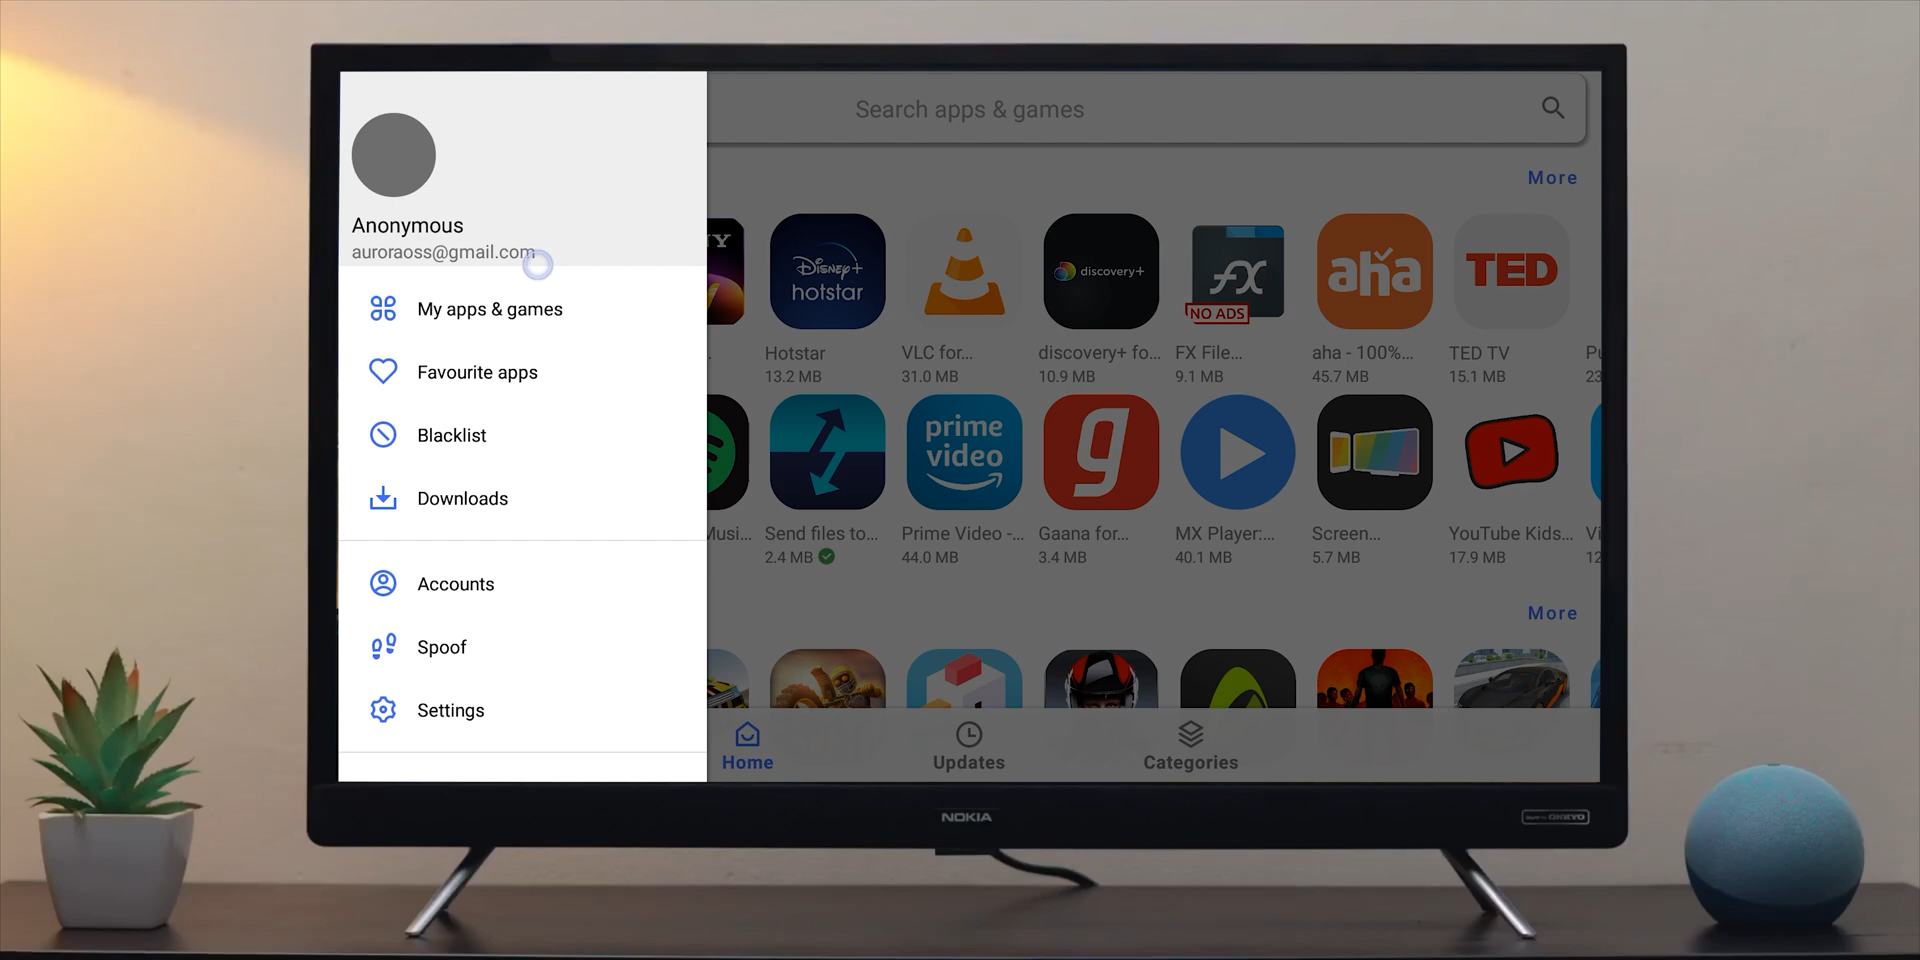 Anonymous
auroraoss@gmail.com
My apps & games
Favourite apps
Blacklist
Downloads
Accounts
Spoof
Settings
Search apps & games
More
Disney+
hotstar
discovery+
FX
NO ADS
aha
TED
Hotstar
VLC for...
discovery+ fo...
FX File...
aha - 100%...
TED TV
13.2 MB
31.0 MB
10.9 MB
9.1 MB
45.7 MB
15.1 MB
prime
video
g
Send files to...
Prime Video -...
Gaana for...
MX Player:...
Screen...
YouTube Kids...
2.4 MB
44.0 MB
3.4 MB
40.1 MB
5.7 MB
17.9 MB
More
Home
Updates
Categories
NOKIA
ONKYO